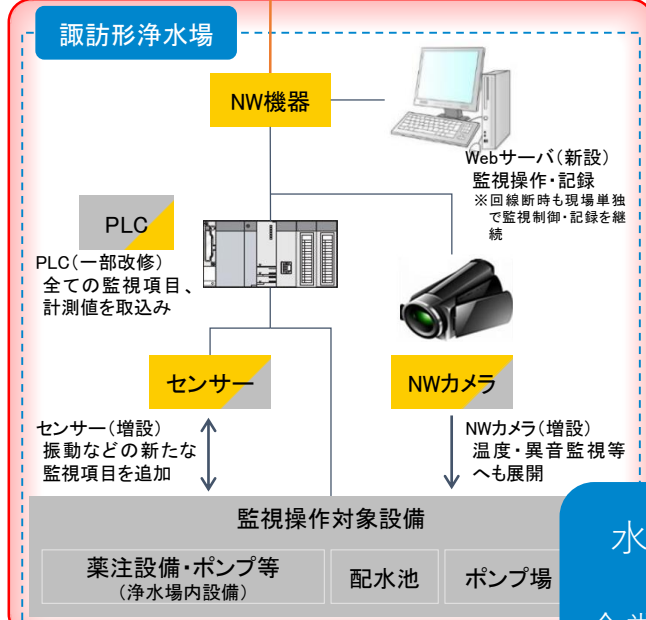 諏訪形浄水場
NW機器
Webサーバ(新設)
監視操作・記録
※回線断時も現場単独
で監視制御・記録を継
続
PLC
PLC(一部改修)
全ての監視項目、
計測値を取込み
センサー
NWカメラ
センサー(増設)
振動などの新たな
監視項目を追加
NWカメラ(増設)
温度・異音監視等
へも展開
監視操作対象設備
薬注設備・ポンプ等
(浄水場内設備)
配水池
ポンプ場
水